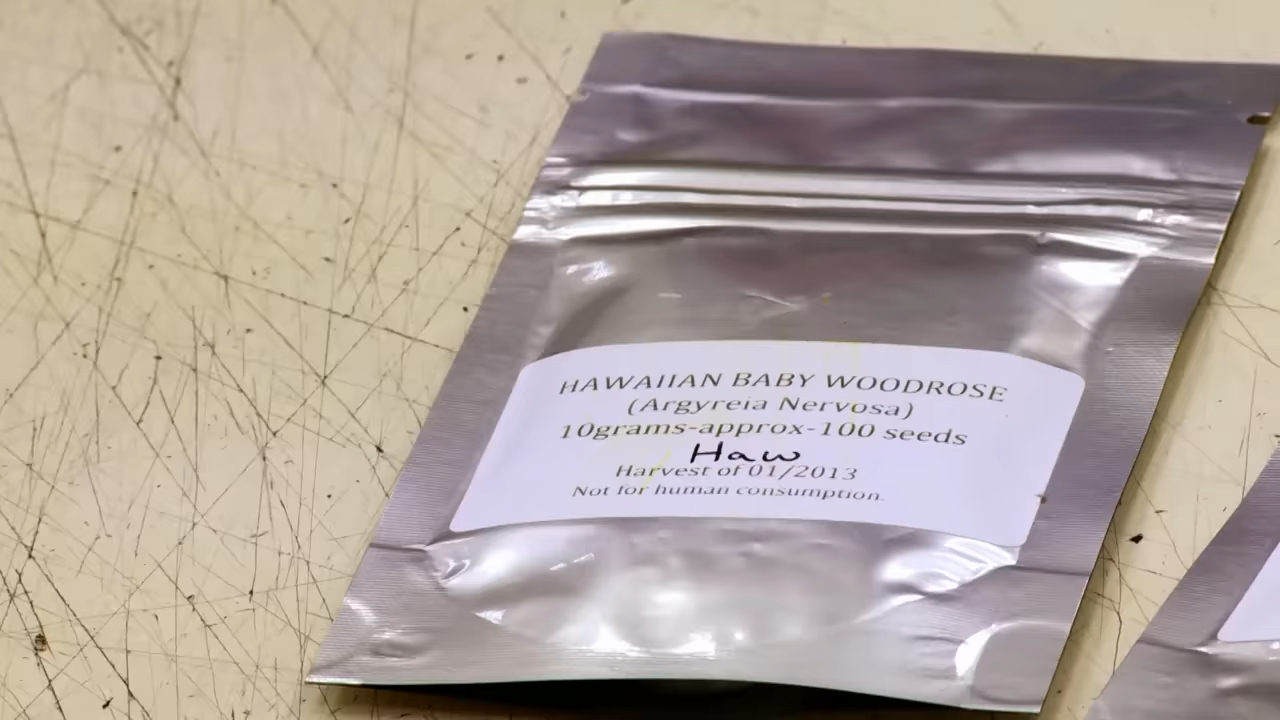 HAWAIIAN BABY WOODROSE
(Argyreia Nervosa)
10grams-approx-100 seeds
Haw
Harvest of 01/2013
Not for human consumption.